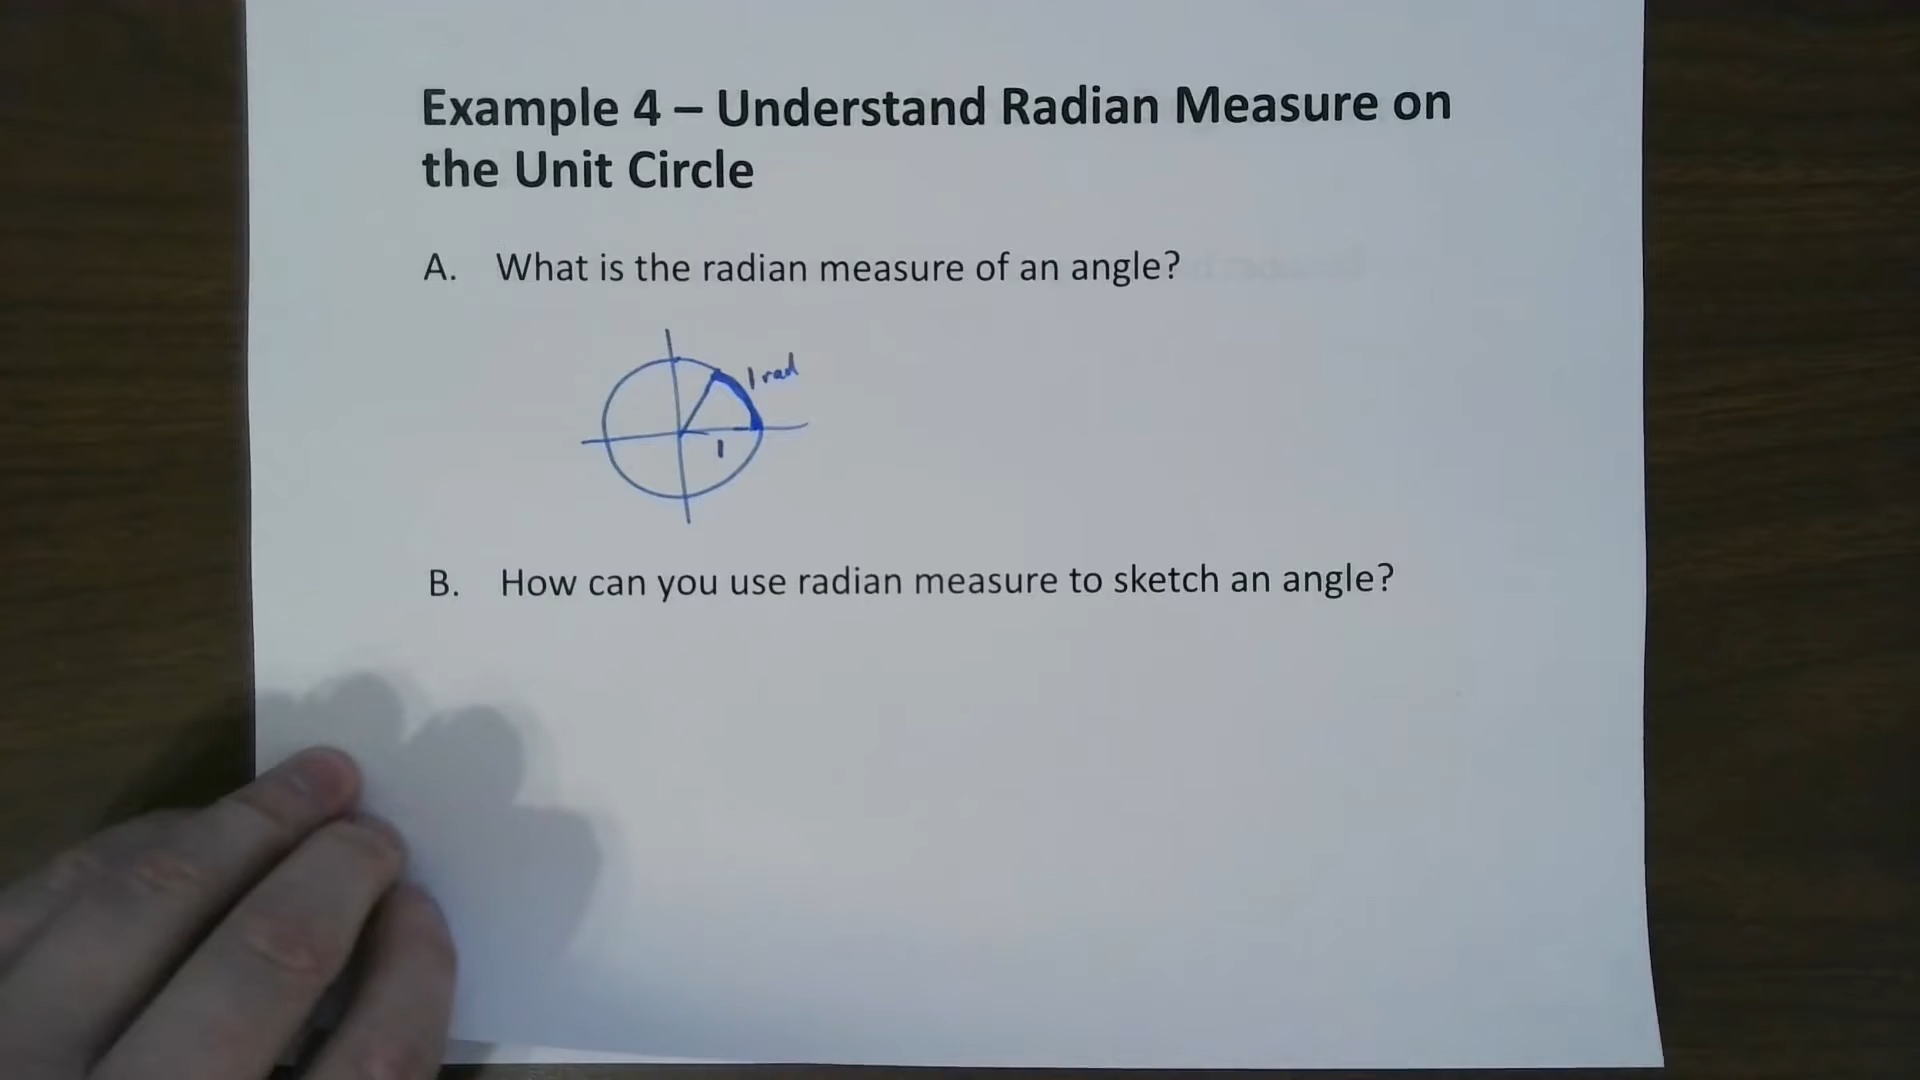 Example 4 – Understand Radian Measure on
the Unit Circle
A. What is the radian measure of an angle?
1 rad
1
B. How can you use radian measure to sketch an angle?